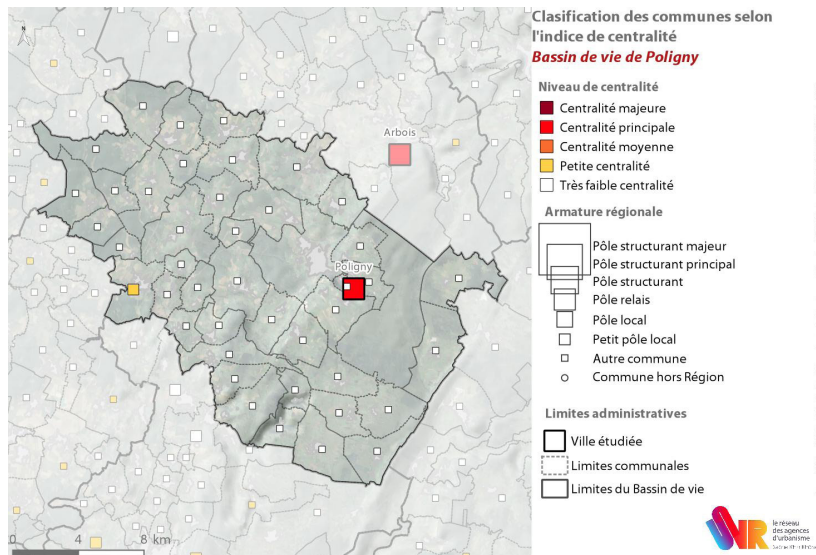 Clasification des communes selon
l'indice de centralité
Bassin de vie de Poligny
Niveau de centralité
Centralité majeure
Centralité principale
Centralité moyenne
Petite centralité
Très faible centralité
Armature régionale
Pôle structurant majeur
Pôle structurant principal
Pôle structurant
Pôle relais
Pôle local
Petit pôle local
Autre commune
Commune hors Région
Limites administratives
Ville étudiée
Limites communales
Limites du Bassin de vie
N
Arbois
Poligny
0 4 8 km
le réseau
des agences
d'urbanisme